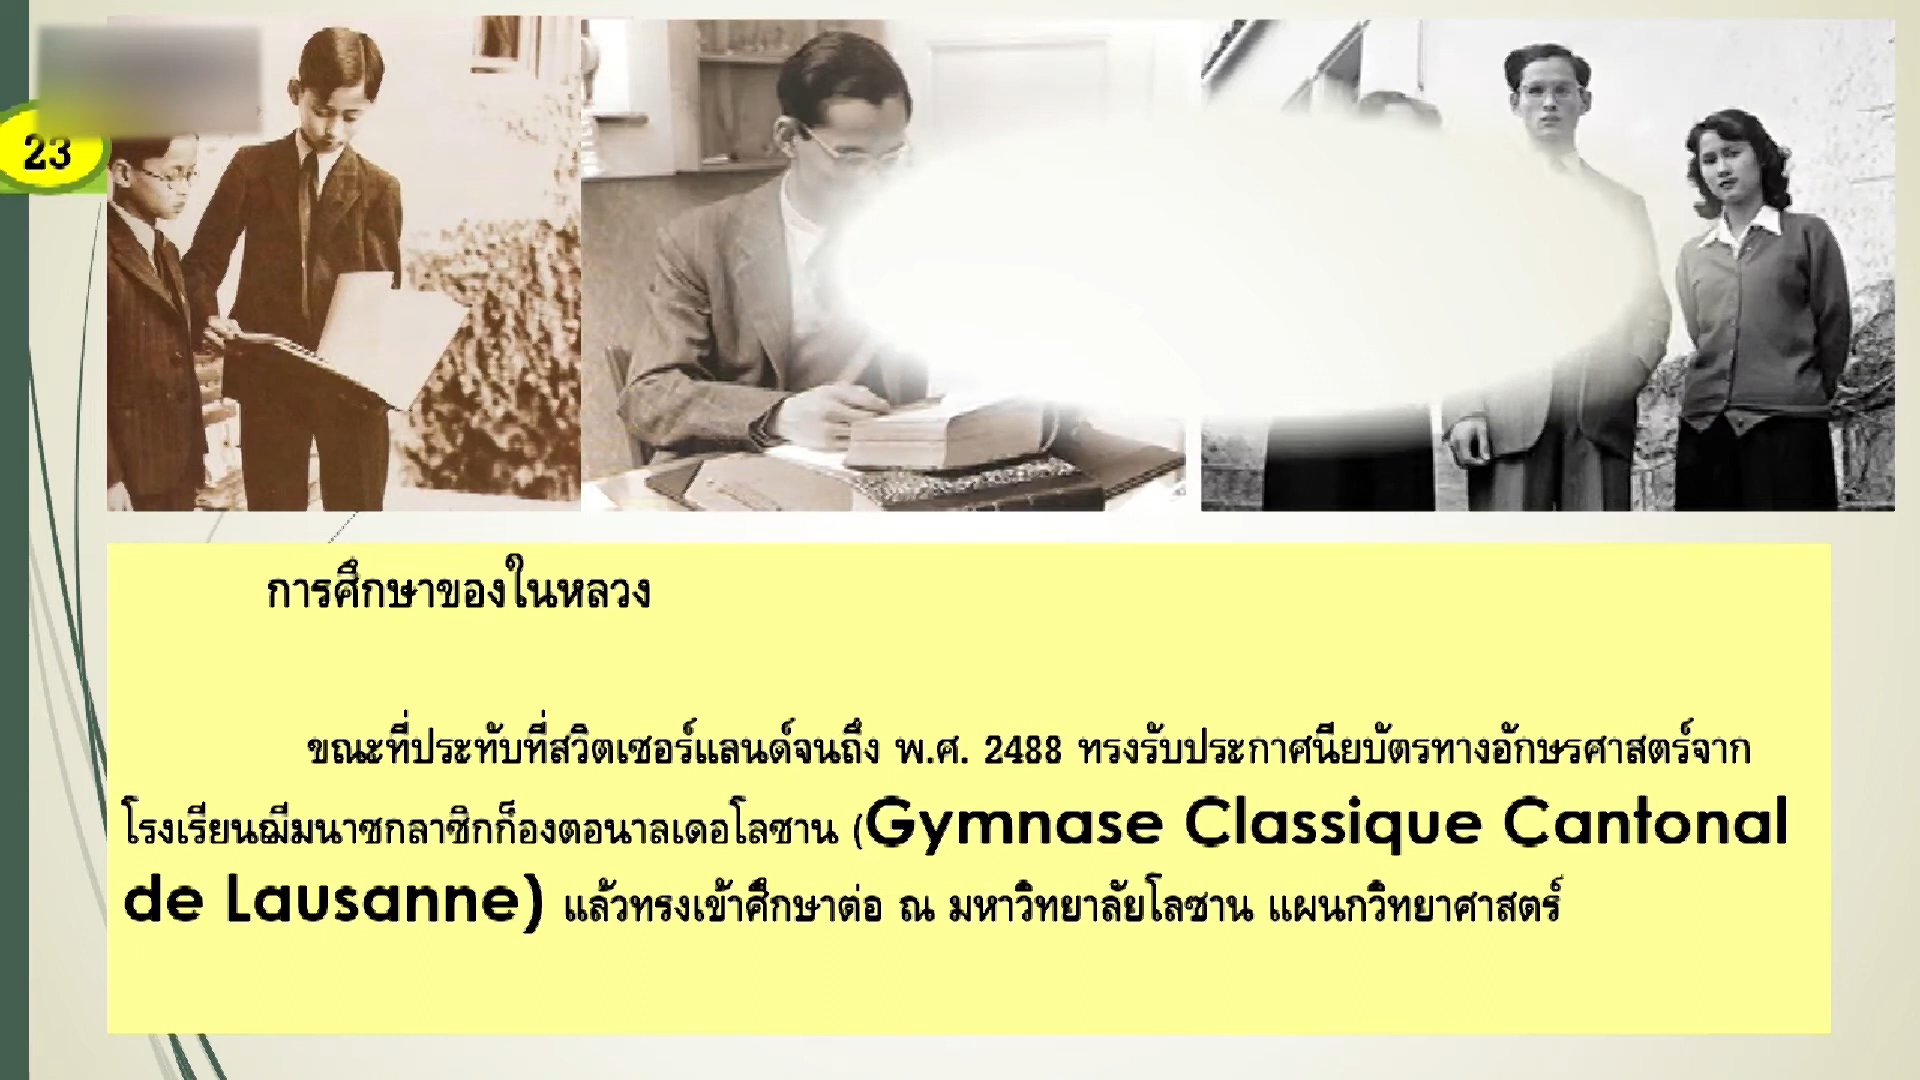 23
การศึกษาของในหลวง
ขณะที่ประทับที่สวิตเซอร์แลนด์จนถึง พ.ศ. 2488 ทรงรับประกาศนียบัตรทางอักษรศาสตร์จาก
โรงเรียนฌีมนาซกลาซิกก็องตอนาลเดอโลซาน (Gymnase Classique Cantonal
de Lausanne) แล้วทรงเข้าศึกษาต่อ ณ มหาวิทยาลัยโลซาน แผนกวิทยาศาสตร์